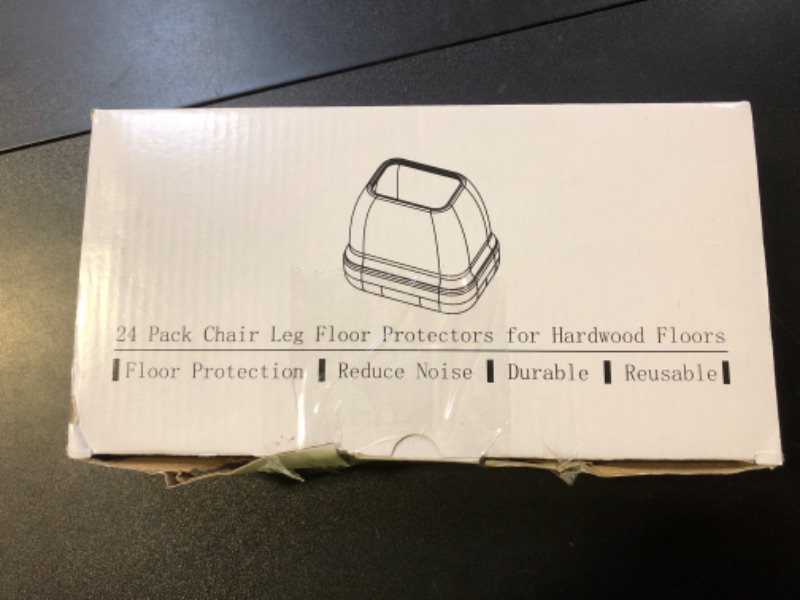 24 Pack Chair Leg Floor Protectors for Hardwood Floors
Floor Protection Reduce Noise Durable Reusable